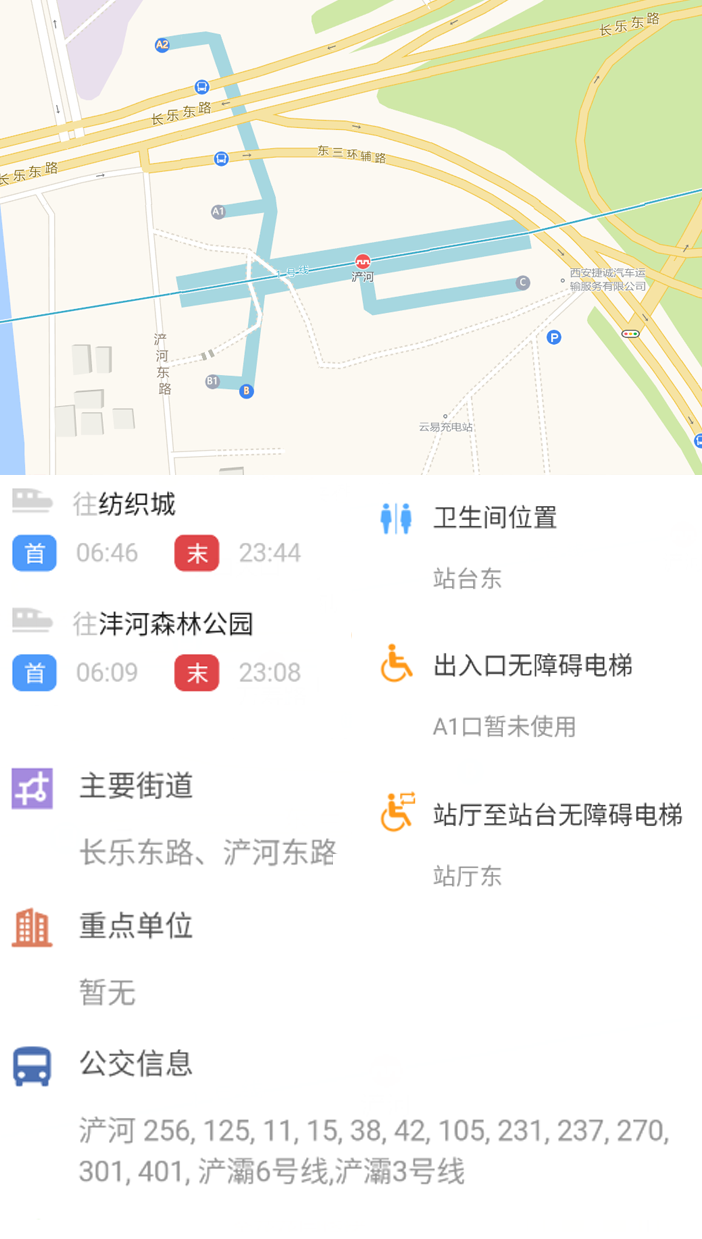 A2
长乐东路
长乐东路
东三环辅路
长乐东路
A1
浐河
C
西安捷诚汽车运
输服务有限公司
P
浐河东路
B1
B
云易充电站
往纺织城
首 06:46 末 23:44
往沣河森林公园
首 06:09 末 23:08
主要街道
长乐东路、浐河东路
重点单位
暂无
公交信息
浐河 256, 125, 11, 15, 38, 42, 105, 231, 237, 270,
301, 401, 浐灞6号线,浐灞3号线
卫生间位置
站台东
出入口无障碍电梯
A1口暂未使用
站厅至站台无障碍电梯
站厅东